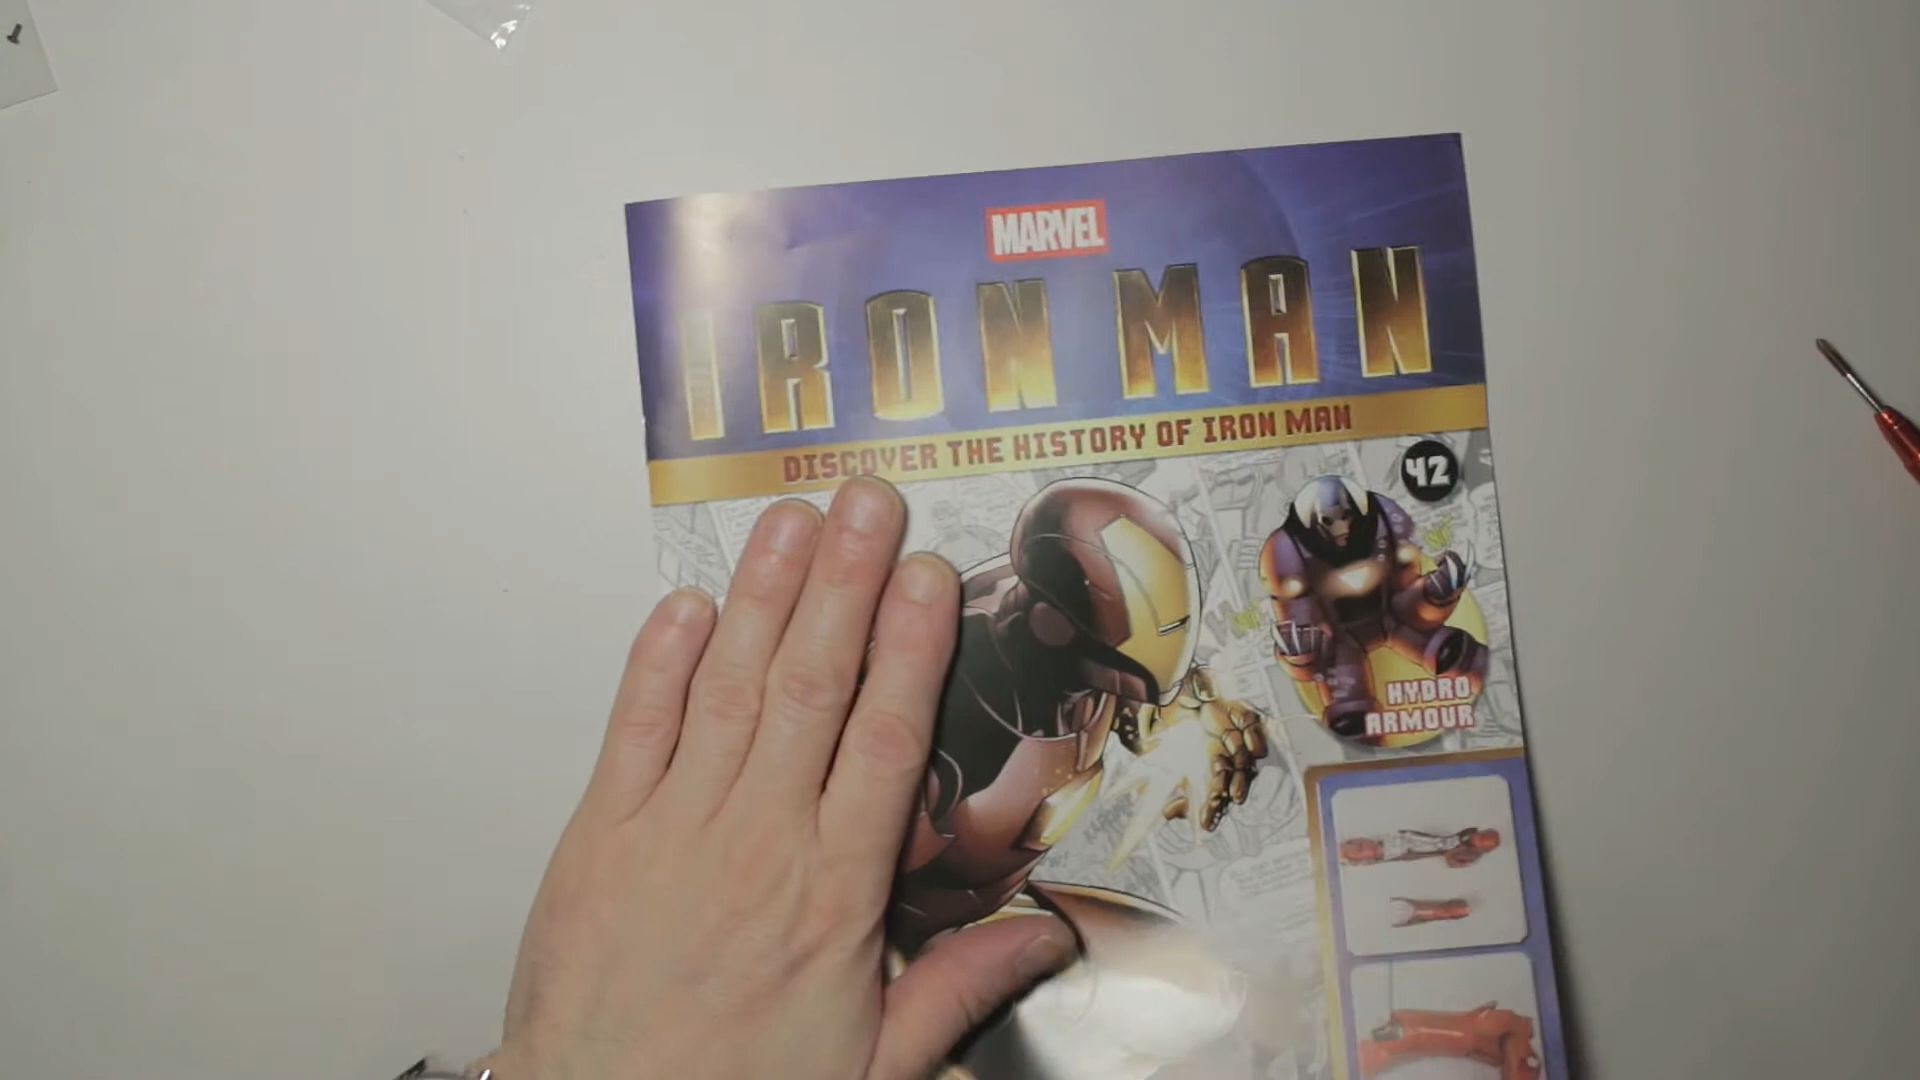 MARVEL
IRON MAN
DISCOVER THE HISTORY OF IRON MAN
42
HYDRO
ARMOUR